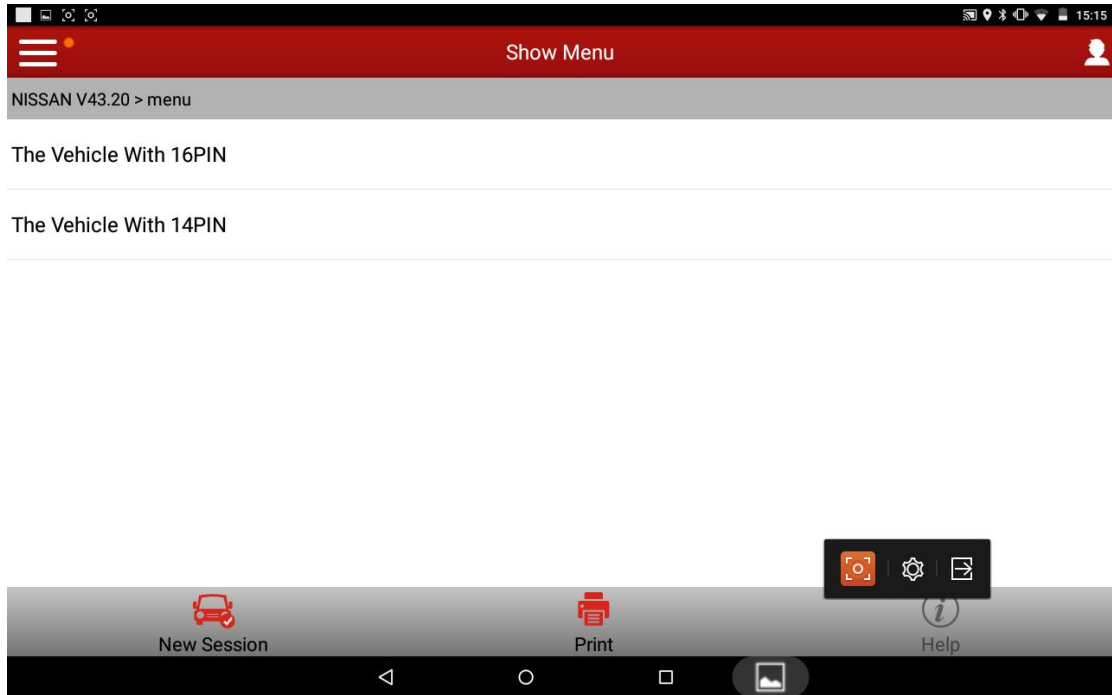 15:15
Show Menu
NISSAN V43.20 > menu
The Vehicle With 16PIN
The Vehicle With 14PIN
New Session
Print
Help